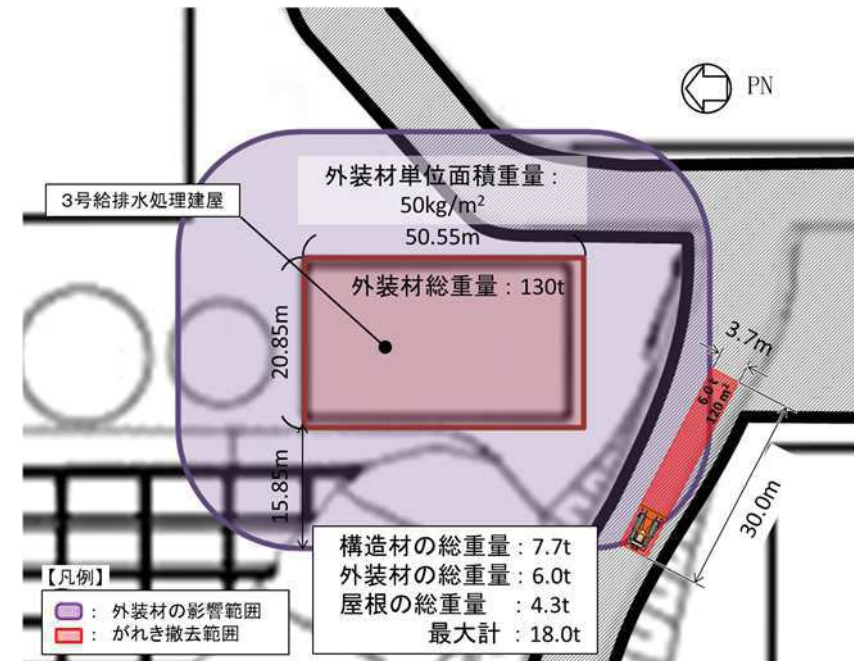 PN
外装材単位面積重量：
50kg/m²
3号給排水処理建屋
50.55m
外装材総重量：130t
20.85m
3.7m
6.0t
120m²
15.85m
30.0m
構造材の総重量：7.7t
外装材の総重量：6.0t
屋根の総重量　：4.3t
最大計：18.0t
【凡例】
： 外装材の影響範囲
： がれき撤去範囲